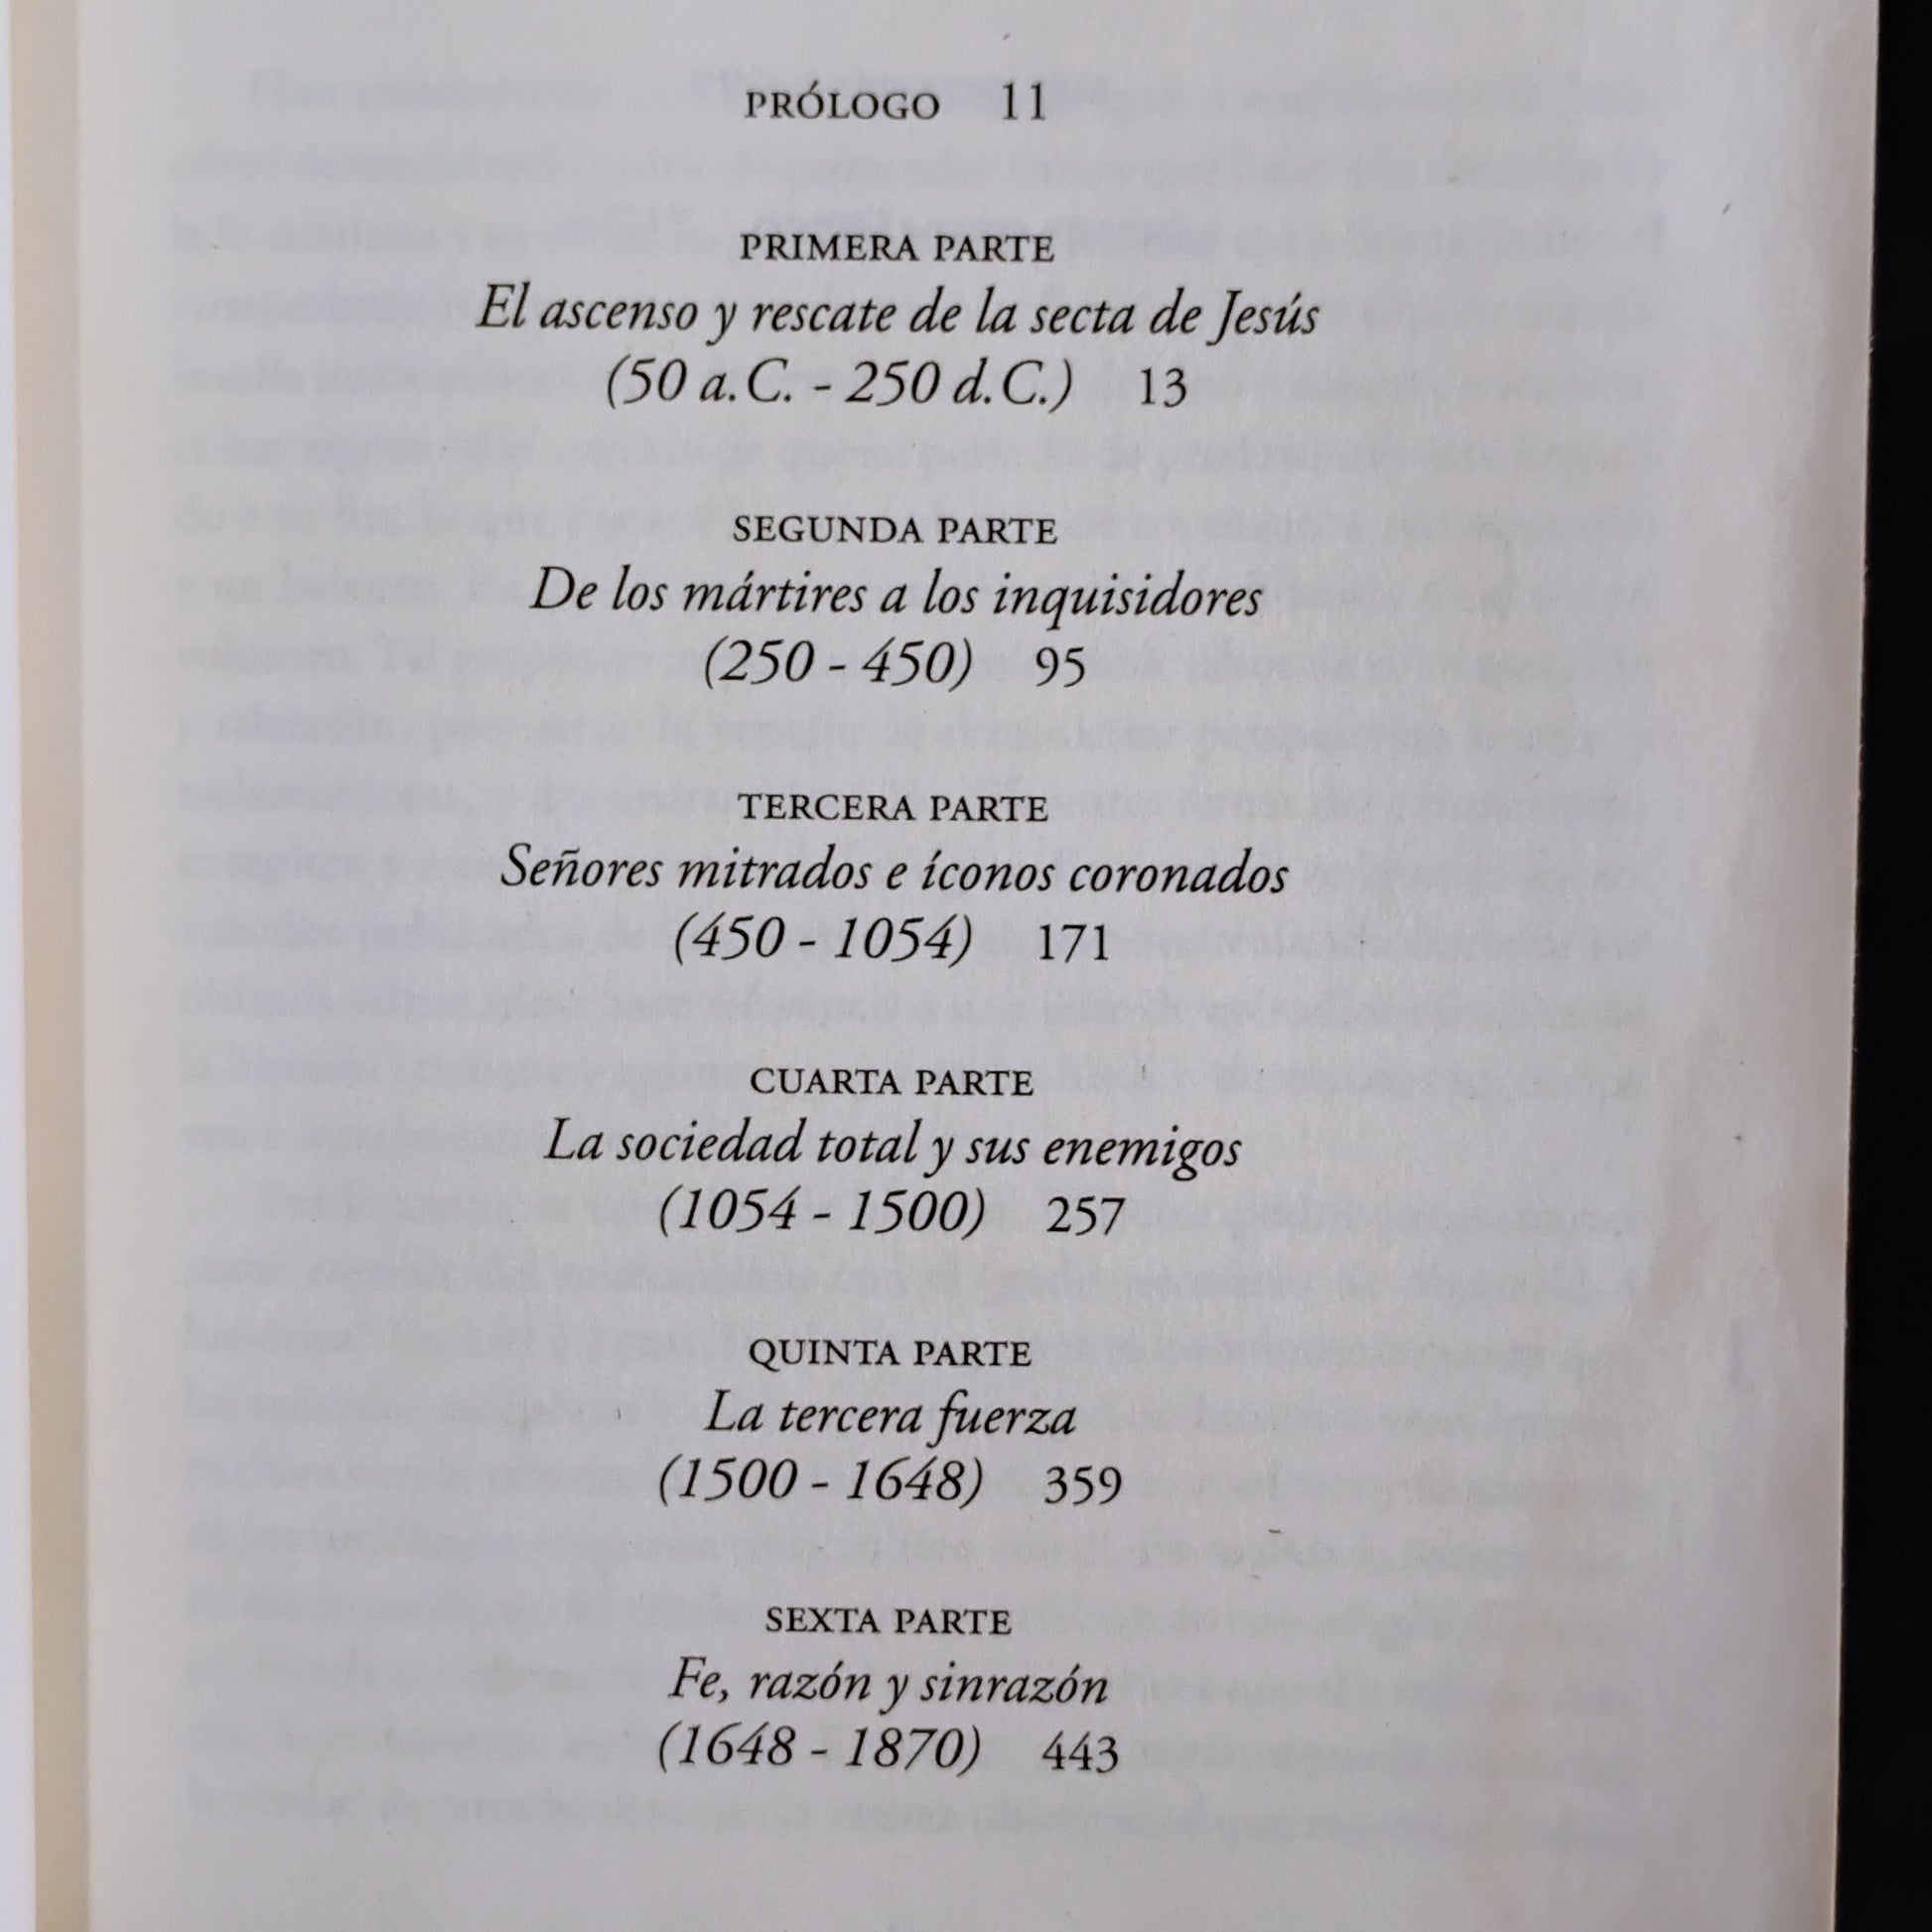 PRÓLOGO 11
PRIMERA PARTE
El ascenso y rescate de la secta de Jesús
(50 a.C. - 250 d.C.) 13
SEGUNDA PARTE
De los mártires a los inquisidores
(250 - 450) 95
TERCERA PARTE
Señores mitrados e íconos coronados
(450 - 1054) 171
CUARTA PARTE
La sociedad total y sus enemigos
(1054 - 1500) 257
QUINTA PARTE
La tercera fuerza
(1500 - 1648) 359
SEXTA PARTE
Fe, razón y sinrazón
(1648 - 1870) 443